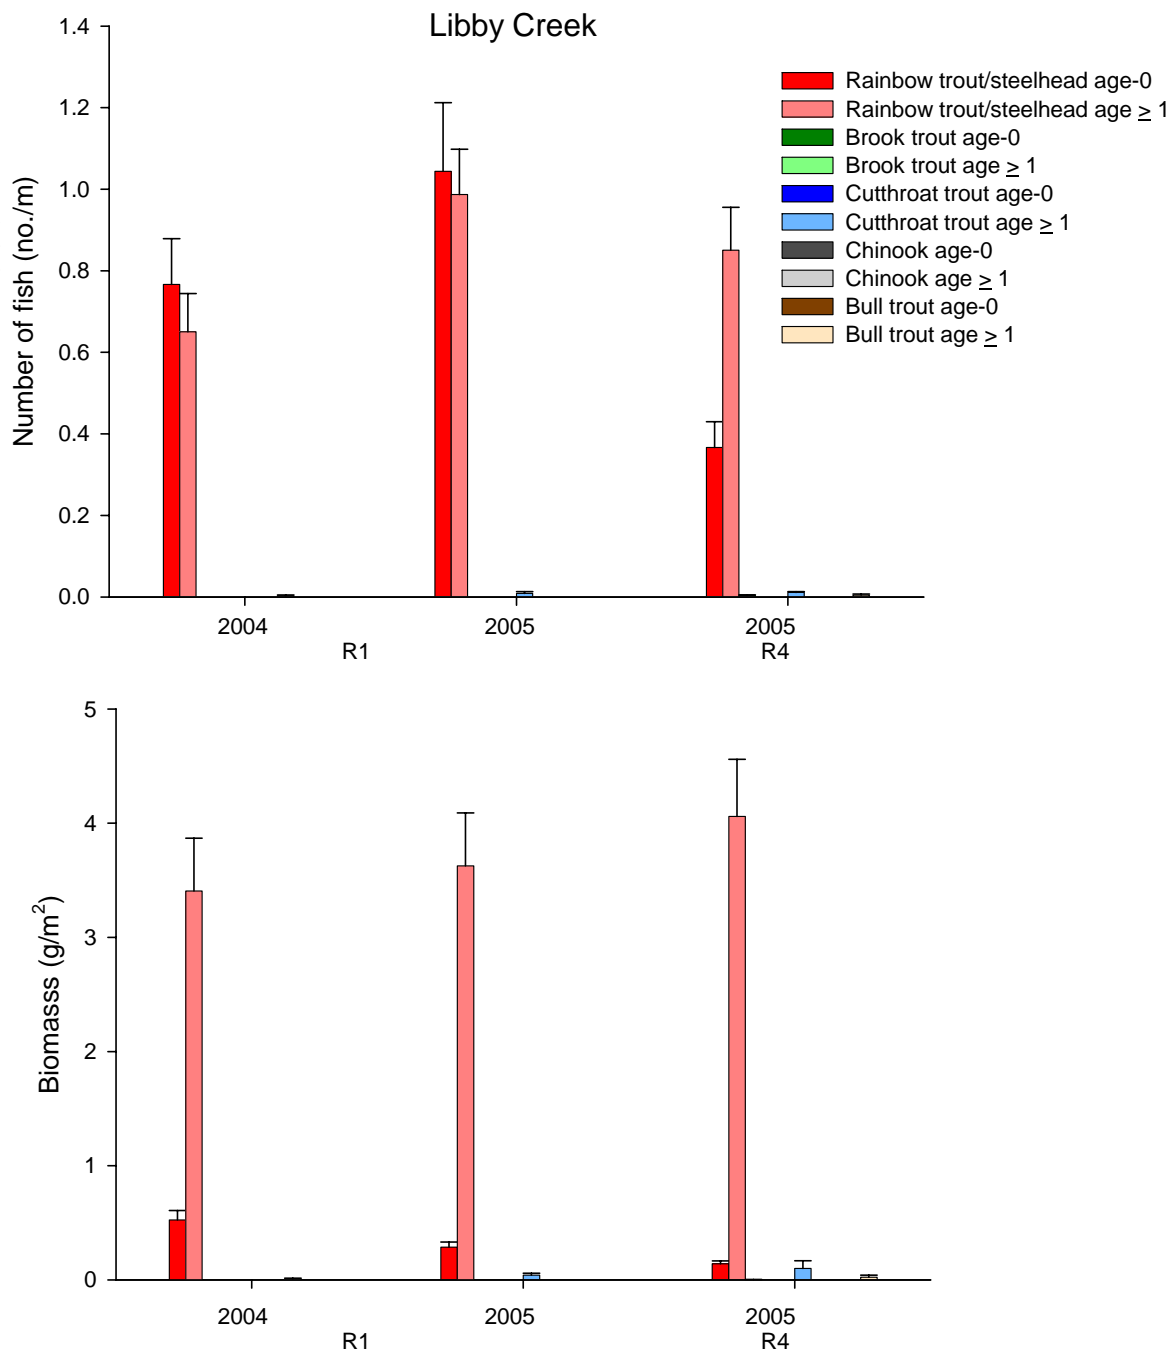 Libby Creek
1.4
1.2
1.0
0.8
0.6
0.4
0.2
0.0
Number of fish (no./m)
Rainbow trout/steelhead age-0
Rainbow trout/steelhead age ≥ 1
Brook trout age-0
Brook trout age ≥ 1
Cutthroat trout age-0
Cutthroat trout age ≥ 1
Chinook age-0
Chinook age ≥ 1
Bull trout age-0
Bull trout age ≥ 1
2004 2005 2005
R1 R4
5
4
3
2
1
0
Biomasss (g/m²)
2004 2005 2005
R1 R4